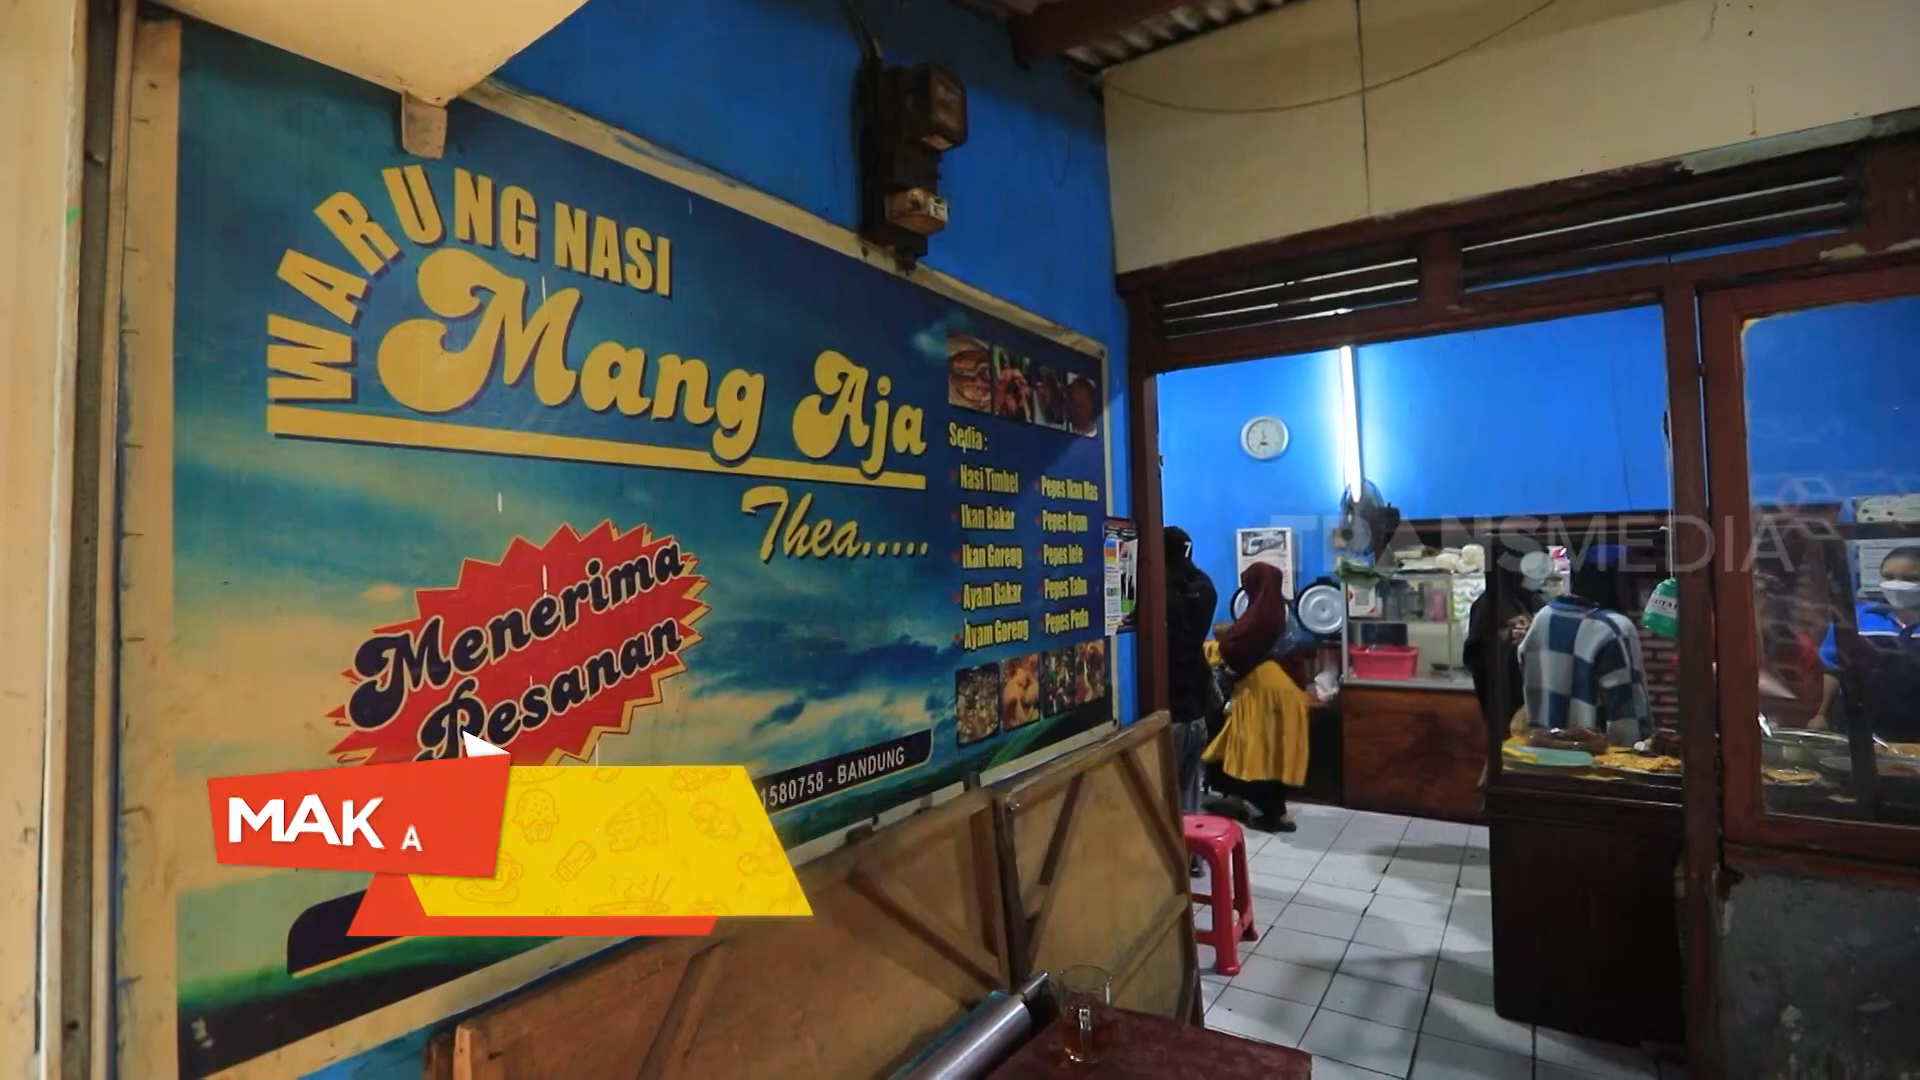 WARUNG NASI
Mang Aja
Thea.....
Menerima
Pesanan
Sedia :
Nasi Timbel
Ikan Bakar
Ikan Goreng
Ayam Bakar
Ayam Goreng
Pepes Ikan Mas
Pepes Ayam
Pepes lele
Pepes Tahu
Pepes Peda
1580758 - BANDUNG
MAK A
TRANSMEDIA